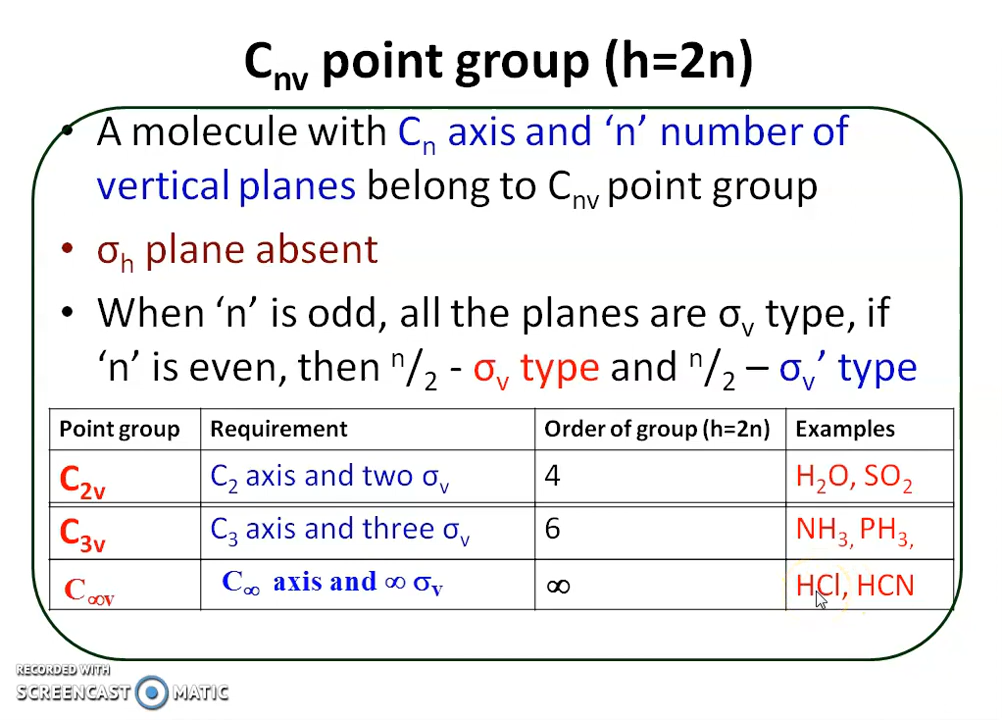 Cnv point group (h=2n)
• A molecule with Cn axis and ‘n’ number of
vertical planes belong to Cnv point group
• σh plane absent
• When ‘n’ is odd, all the planes are σv type, if
‘n’ is even, then n/2 - σv type and n/2 – σv’ type
Point group Requirement Order of group (h=2n) Examples
C2v C2 axis and two σv 4 H2O, SO2
C3v C3 axis and three σv 6 NH3, PH3,
C∞v C∞ axis and ∞ σv ∞ HCl, HCN
RECORDED WITH
SCREENCAST MATIC